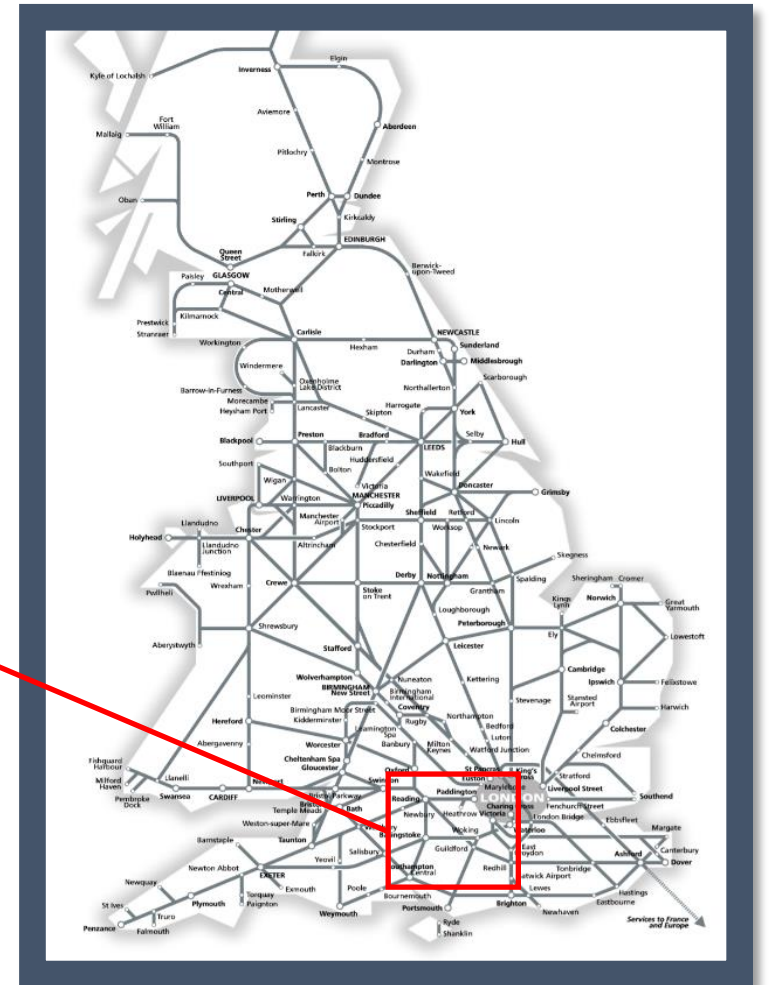 Elgin
Inverness
Kyle of Lochalsh
Aviemore
Fort
William
Mallaig
Aberdeen
Pitlochry
Montrose
Oban
Perth
Dundee
Stirling
Kirkcaldy
EDINBURGH
Queen
Street
Falkirk
Berwick-
upon-Tweed
Paisley
GLASGOW
Central
Motherwell
Prestwick
Kilmarnock
Stranraer
Carlisle
NEWCASTLE
Workington
Hexham
Sunderland
Durham
Darlington
Middlesbrough
Windermere
Scarborough
Oxenholme
Lake District
Barrow-in-Furness
Northallerton
Morecambe
Heysham Port
Lancaster
Harrogate
Skipton
York
Blackpool
Preston
Bradford
Selby
Hull
Blackburn
LEEDS
Huddersfield
Southport
Bolton
Wakefield
Wigan
Victoria
Doncaster
Grimsby
LIVERPOOL
Warrington
MANCHESTER
Piccadilly
Manchester
Airport
Sheffield
Retford
Lincoln
Llandudno
Stockport
Worksop
Holyhead
Chester
Llandudno
Junction
Altrincham
Chesterfield
Newark
Skegness
Blaenau Ffestiniog
Wrexham
Crewe
Derby
Nottingham
Spalding
Sheringham
Cromer
Pwllheli
Stoke
on Trent
Grantham
Kings
Lynn
Norwich
Great
Yarmouth
Loughborough
Peterborough
Ely
Lowestoft
Aberystwyth
Shrewsbury
Stafford
Leicester
Cambridge
Wolverhampton
Nuneaton
Kettering
Ipswich
Felixstowe
BIRMINGHAM
New Street
Birmingham
International
Leominster
Stevenage
Stansted
Airport
Harwich
Birmingham Moor Street
Coventry
Kidderminster
Rugby
Northampton
Hereford
Bedford
Colchester
Leamington
Spa
Worcester
Abergavenny
Banbury
Milton
Keynes
Luton
Watford Junction
Chelmsford
Fishguard
Harbour
Cheltenham Spa
Gloucester
Oxford
St Pancras
King's
Cross
Euston
Stratford
Milford
Haven
Llanelli
Newport
Swindon
Marylebone
Liverpool Street
Pembroke
Dock
Swansea
CARDIFF
Bristol Parkway
Reading
Paddington
LONDON
Fenchurch Street
Southend
Bristol
Temple Meads
Bath
Newbury
Heathrow
Victoria
Charing Cross
London Bridge
Ebbsfleet
Weston-super-Mare
Westbury
Basingstoke
Woking
Waterloo
Margate
Barnstaple
Taunton
Salisbury
Guildford
East
Croydon
Canterbury
Ashford
Dover
Yeovil
Newton Abbot
EXETER
Southampton
Central
Redhill
Tonbridge
Gatwick Airport
Newquay
Exmouth
Poole
Lewes
Hastings
Torquay
Paignton
Bournemouth
Eastbourne
St Ives
Plymouth
Weymouth
Portsmouth
Brighton
Newhaven
Truro
Penzance
Falmouth
Ryde
Shanklin
Services to France
and Europe